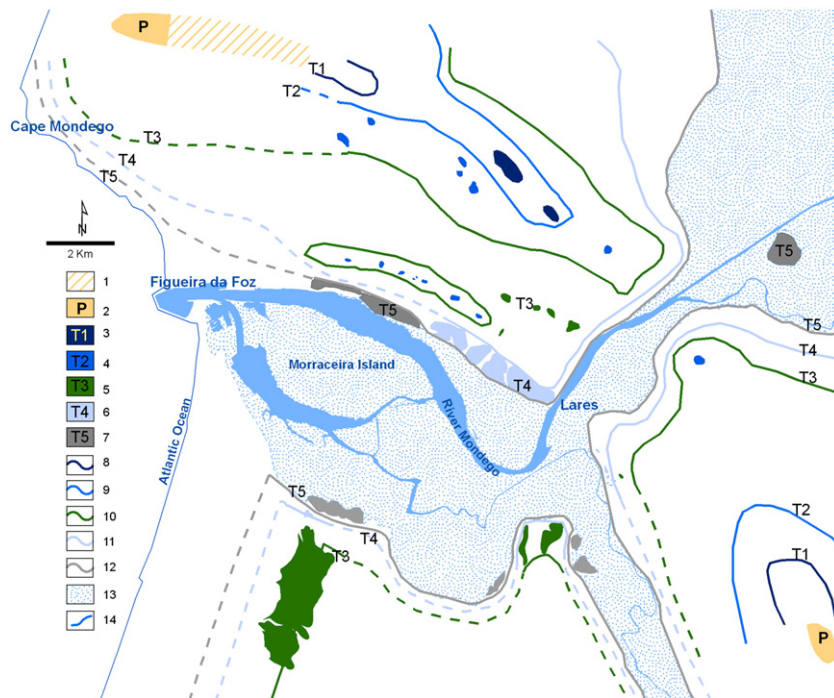 P
T1
T2
Cape Mondego
T3
T4
T5
N
2 Km
1
P 2
T1 3
T2 4
T3 5
T4 6
T5 7
8
9
10
11
12
13
14
Figueira da Foz
T5
T3
T5
Morraceira Island
T4
Lares
River Mondego
Atlantic Ocean
T5
T4
T3
T5
T4
T3
T2
T1
P